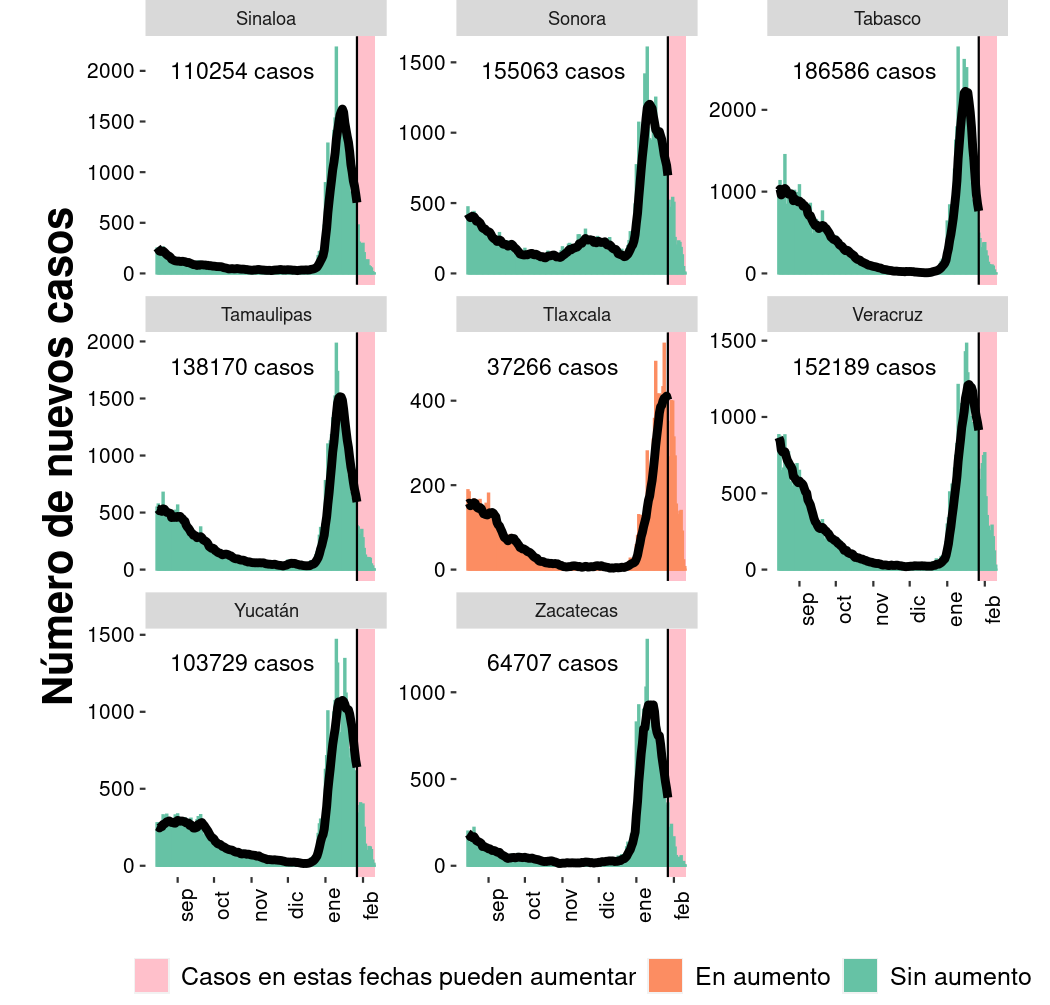 Número de nuevos casos
Sinaloa
110254 casos
2000
1500
1000
500
0
Sonora
155063 casos
1500
1000
500
0
Tabasco
186586 casos
2000
1000
0
Tamaulipas
138170 casos
2000
1500
1000
500
0
Tlaxcala
37266 casos
400
200
0
Veracruz
152189 casos
1500
1000
500
0
sep oct nov dic ene feb
Yucatán
103729 casos
1500
1000
500
0
sep oct nov dic ene feb
Zacatecas
64707 casos
1000
500
0
sep oct nov dic ene feb
Casos en estas fechas pueden aumentar En aumento Sin aumento